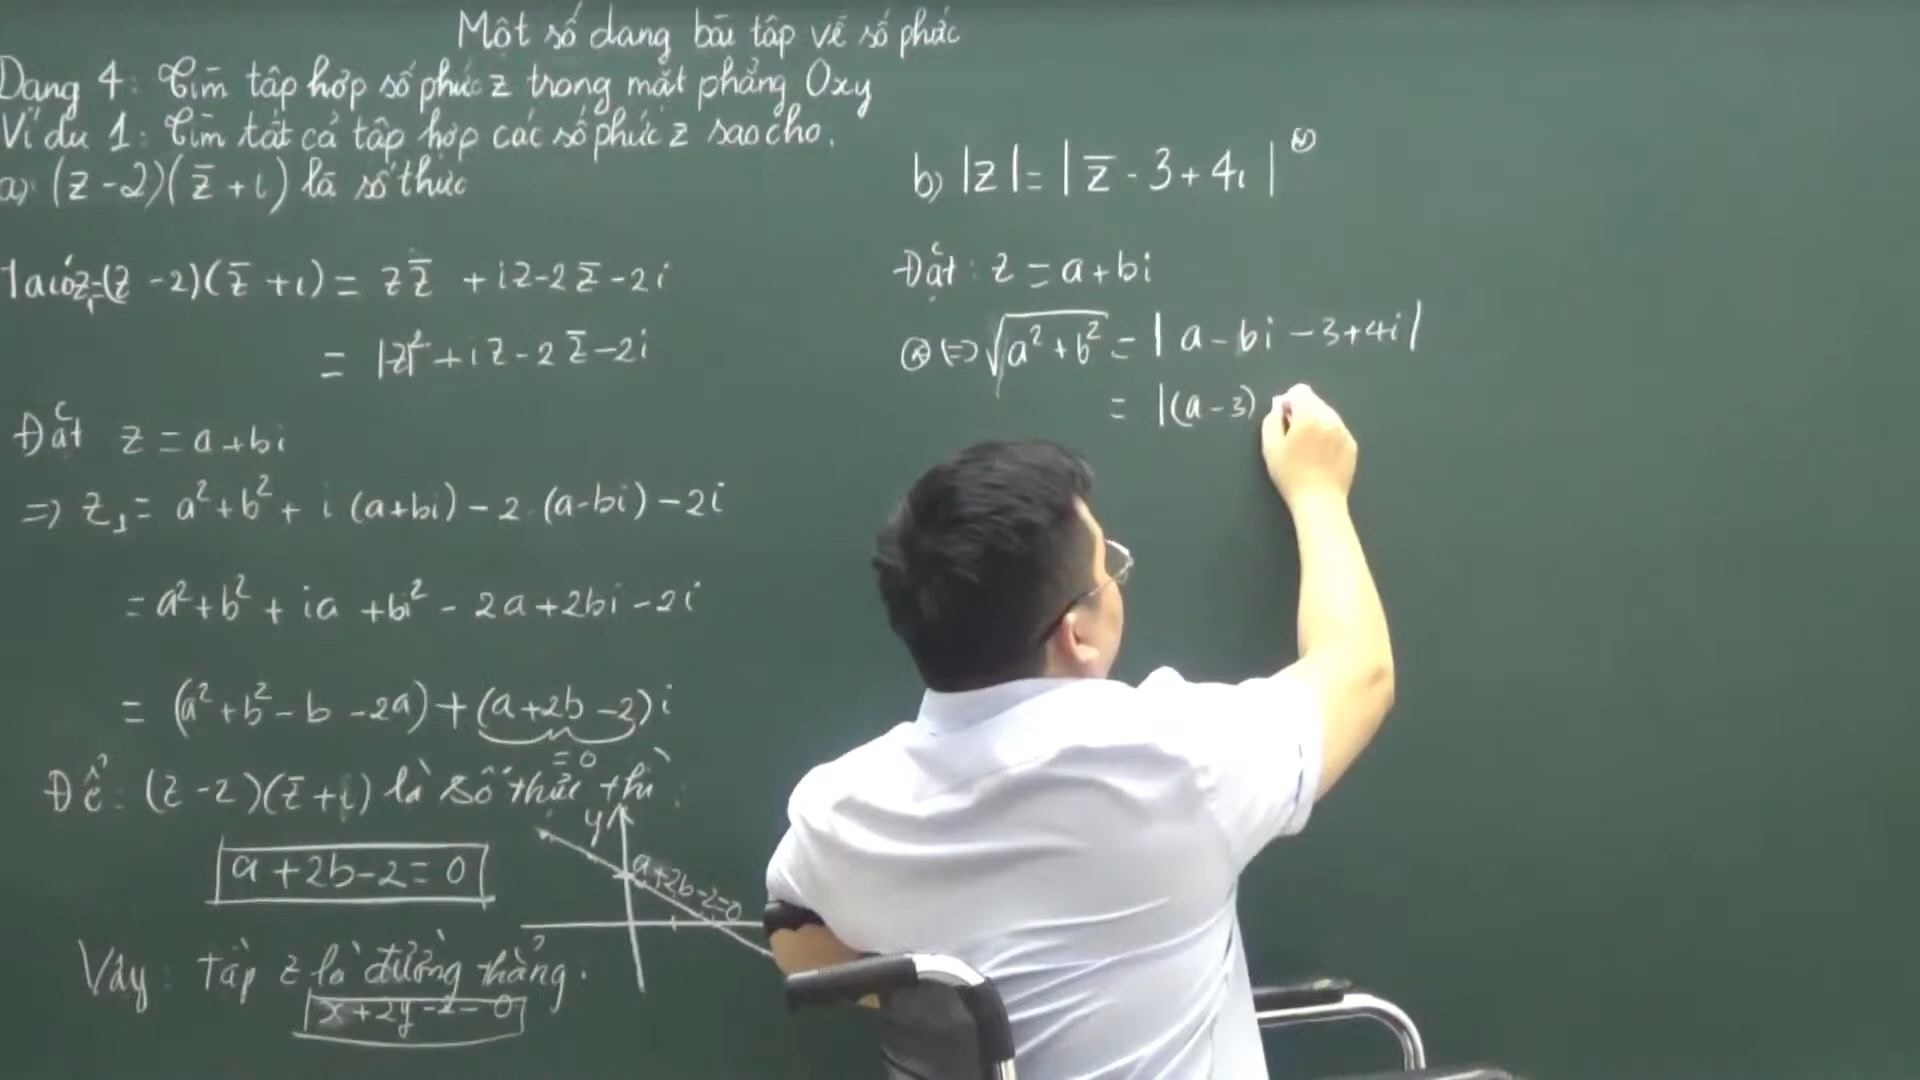 Một số dạng bài tập về số phức
Dạng 4: Tìm tập hợp số phức z trong mặt phẳng Oxy
Ví dụ 1: Tìm tất cả tập hợp các số phức z sao cho.
a) (z-2)(z̅+i) là số thực
Ta có z₁=(z-2)(z̅+i) = zz̅ + iz-2z̅-2i
= |z|²+iz-2z̅-2i
Đặt z = a+bi
=> z₁= a²+b²+ i(a+bi)-2.(a-bi)-2i
= a²+b²+ ia +bi²- 2a+2bi-2i
= (a²+b²-b-2a)+(a+2b-2)i
=0
Để: (z-2)(z̅+i) là số thực thì:
a+2b-2=0
y
a+2b-2=0
Vậy: Tập z là đường thẳng.
x+2y-2=0
b) |z|=|z̅-3+4i| (*)
Đặt: z = a+bi
(*) <=> √a²+b² = |a-bi-3+4i|
= |(a-3)